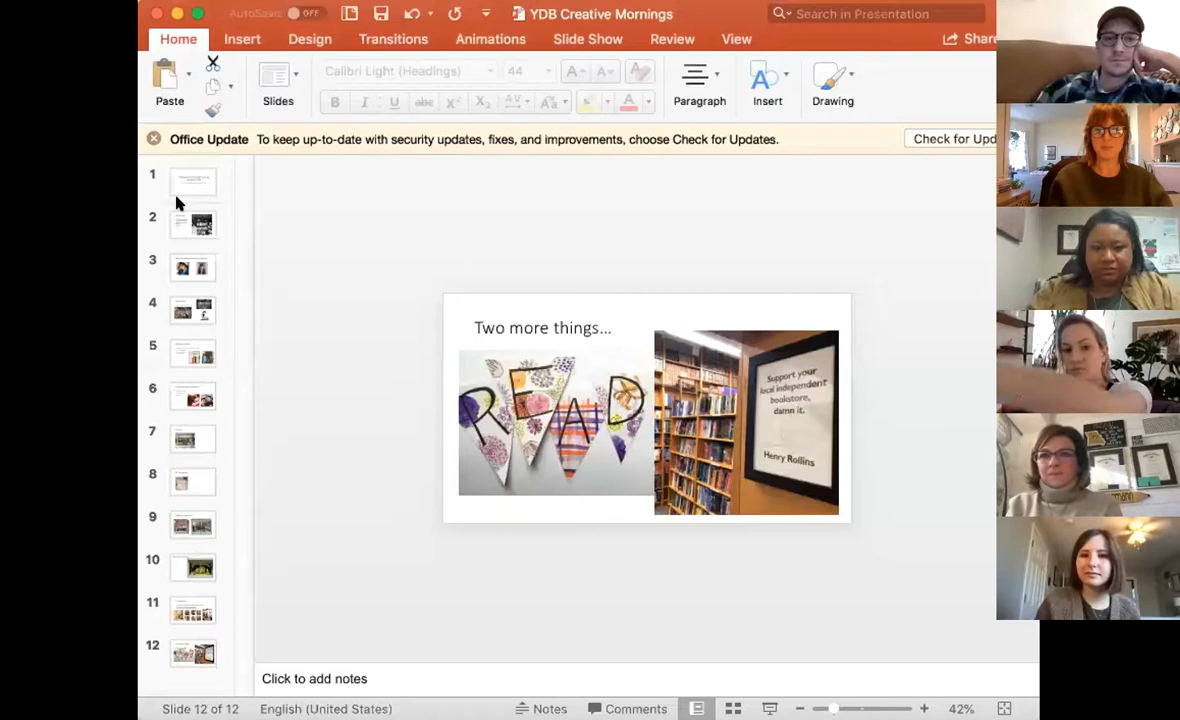 AutoSave OFF YDB Creative Mornings Search in Presentation
Home Insert Design Transitions Animations Slide Show Review View Share
Calibri Light (Headings) 44
Paste Slides Paragraph Insert Drawing
Office Update To keep up-to-date with security updates, fixes, and improvements, choose Check for Updates. Check for Upd
1
2
3
4
5
6
7
8
9
10
11
12
Two more things...
READ
Support your
local independent
bookstore,
damn it.
Henry Rollins
Click to add notes
Slide 12 of 12 English (United States) Notes Comments 42%